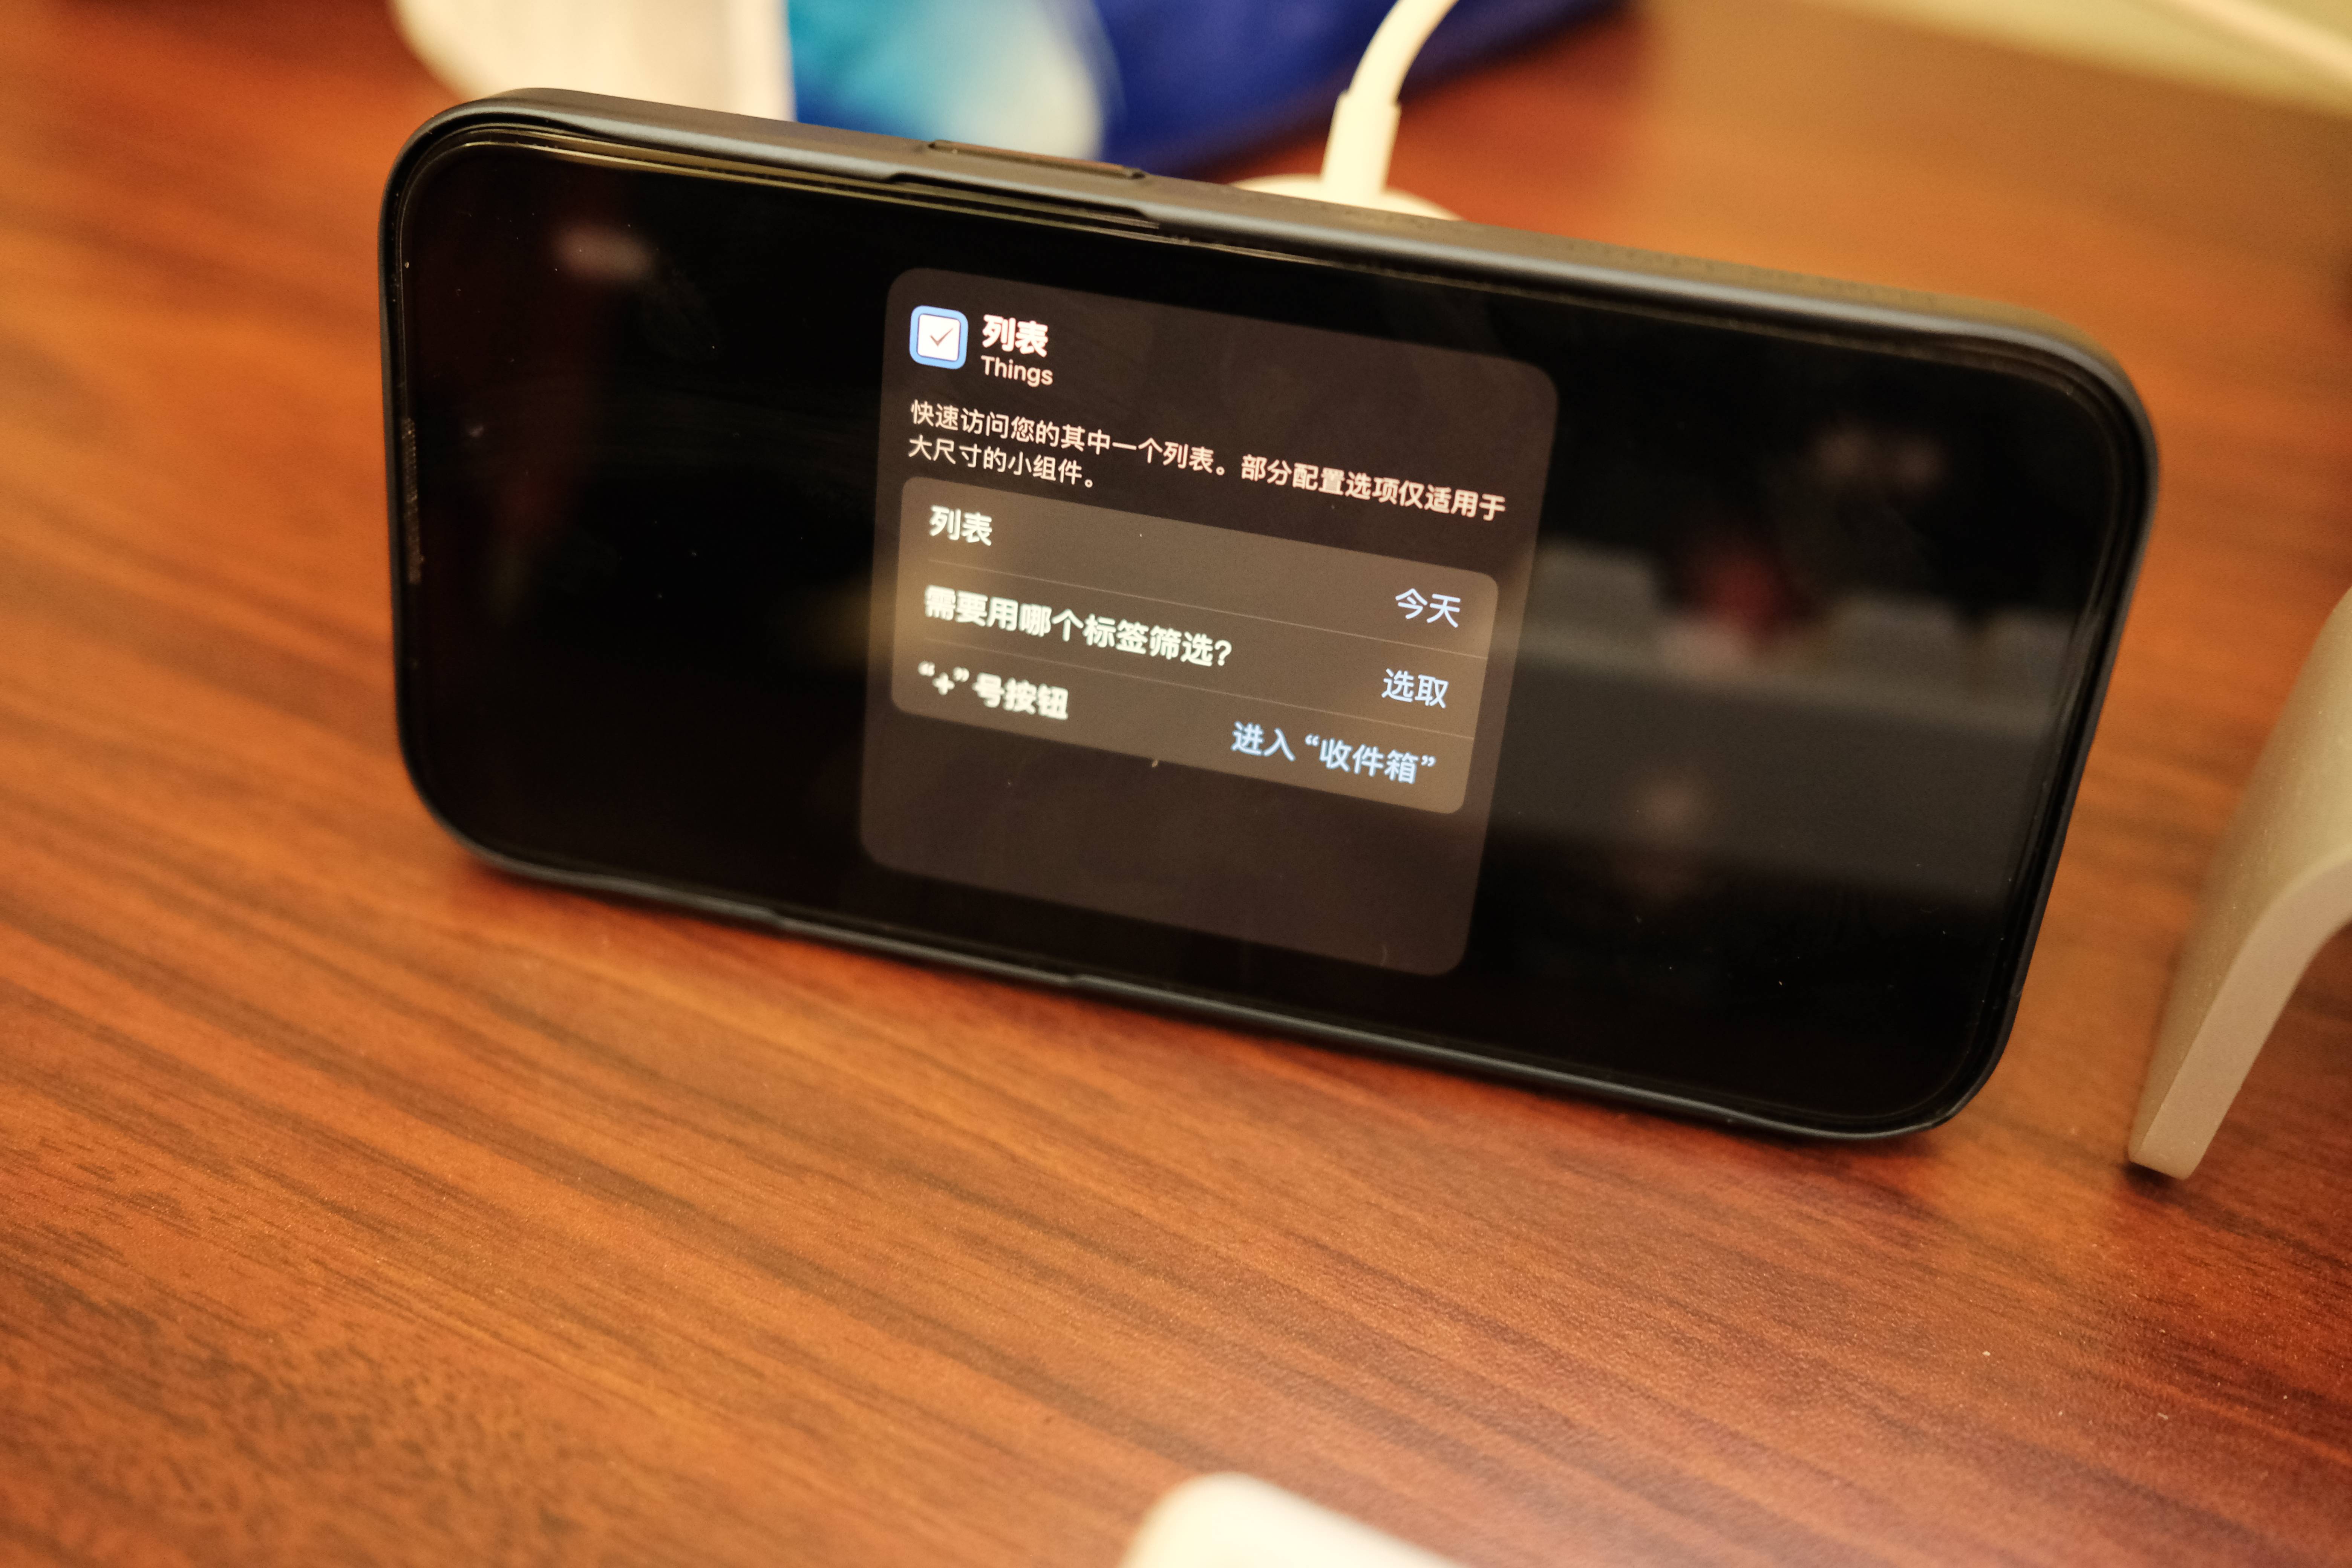 列表
Things
快速访问您的其中一个列表。部分配置选项仅适用于
大尺寸的小组件。
列表
今天
需要用哪个标签筛选？
选取
“+”号按钮
进入“收件箱”